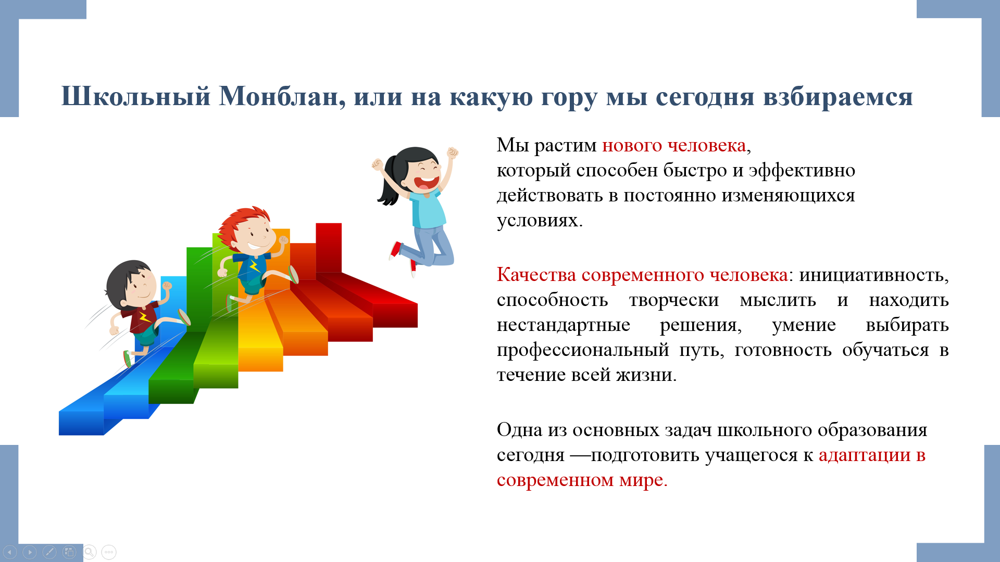 Школьный Монблан, или на какую гору мы сегодня взбираемся
Мы растим нового человека,
который способен быстро и эффективно
действовать в постоянно изменяющихся
условиях.
Качества современного человека: инициативность,
способность творчески мыслить и находить
нестандартные решения, умение выбирать
профессиональный путь, готовность обучаться в
течение всей жизни.
Одна из основных задач школьного образования
сегодня —подготовить учащегося к адаптации в
современном мире.